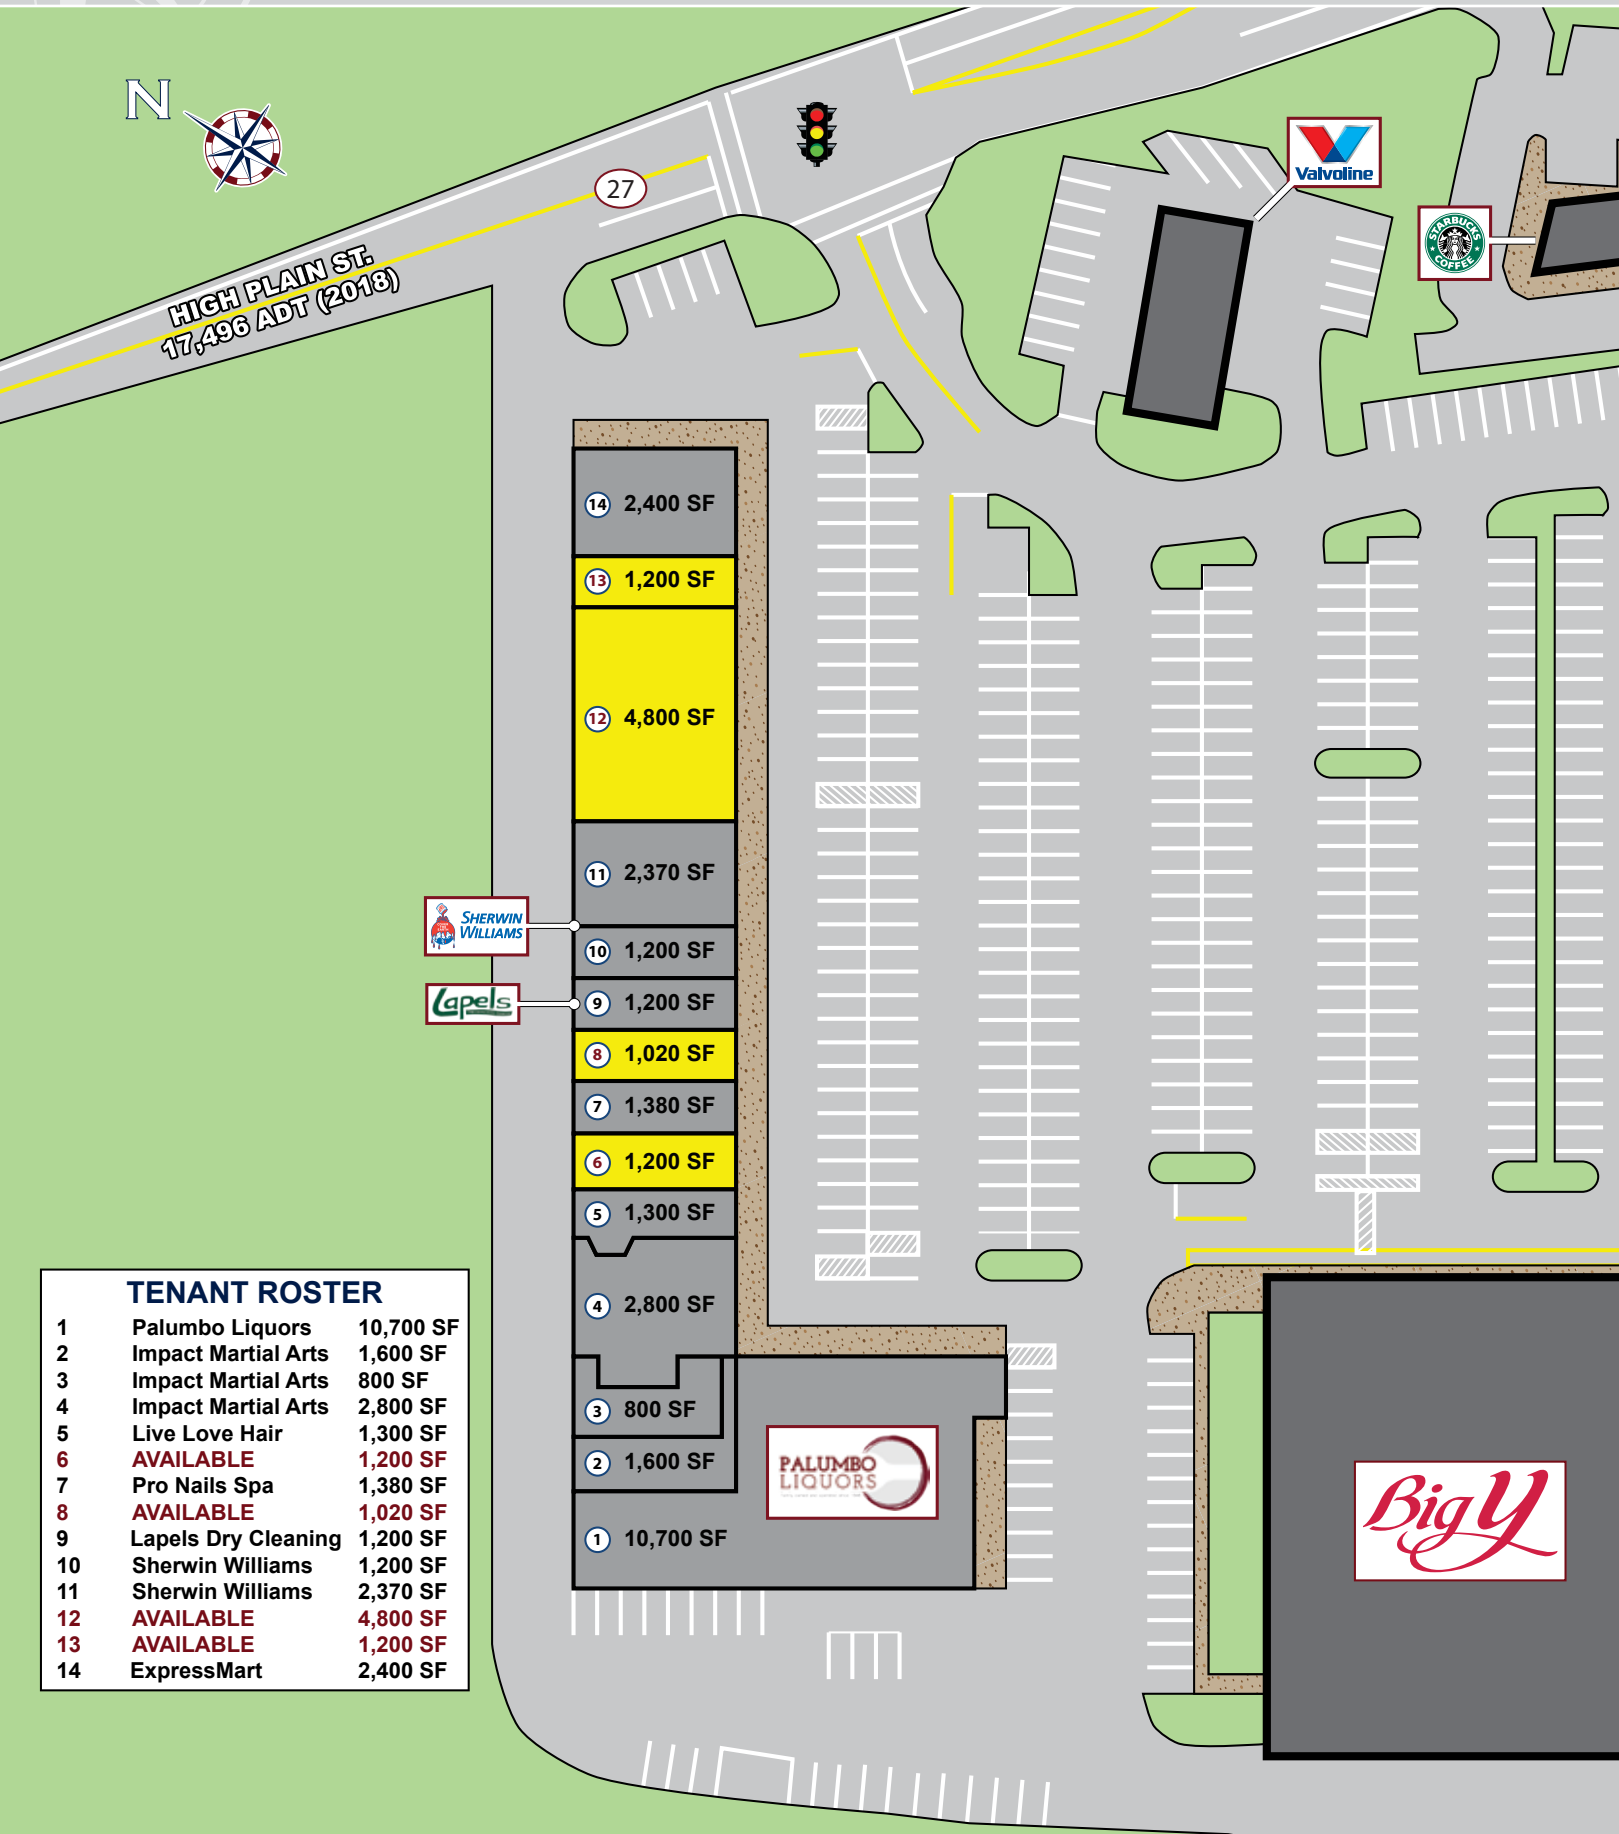 N
27
HIGH PLAIN ST.
17,496 ADT (2018)
Valvoline
STARBUCKS
COFFEE
14 2,400 SF
13 1,200 SF
12 4,800 SF
11 2,370 SF
SHERWIN
WILLIAMS
10 1,200 SF
Lapels
9 1,200 SF
8 1,020 SF
7 1,380 SF
6 1,200 SF
5 1,300 SF
4 2,800 SF
3 800 SF
2 1,600 SF
1 10,700 SF
PALUMBO
LIQUORS
Big Y
TENANT ROSTER
1 Palumbo Liquors 10,700 SF
2 Impact Martial Arts 1,600 SF
3 Impact Martial Arts 800 SF
4 Impact Martial Arts 2,800 SF
5 Live Love Hair 1,300 SF
6 AVAILABLE 1,200 SF
7 Pro Nails Spa 1,380 SF
8 AVAILABLE 1,020 SF
9 Lapels Dry Cleaning 1,200 SF
10 Sherwin Williams 1,200 SF
11 Sherwin Williams 2,370 SF
12 AVAILABLE 4,800 SF
13 AVAILABLE 1,200 SF
14 ExpressMart 2,400 SF